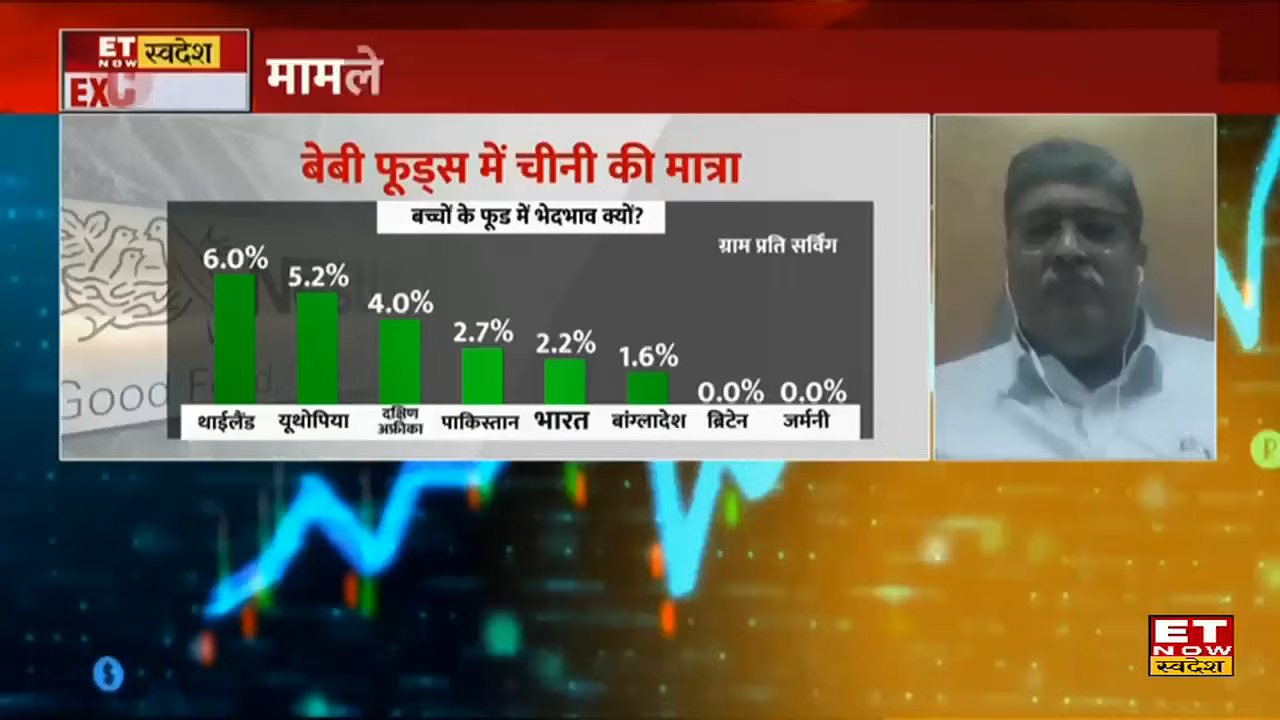 ET
NOW
स्वदेश
EXC
मामले
बेबी फूड्स में चीनी की मात्रा
बच्चों के फूड में भेदभाव क्यों?
ग्राम प्रति सर्विंग
6.0%
5.2%
4.0%
2.7%
2.2%
1.6%
0.0%
0.0%
थाईलैंड
यूथोपिया
दक्षिण
अफ्रीका
पाकिस्तान
भारत
बांग्लादेश
ब्रिटेन
जर्मनी
Good Food,
ET
NOW
स्वदेश